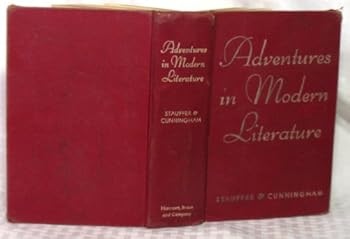 Adventures
in Modern
Literature
STAUFFER &
CUNNINGHAM
Harcourt, Brace
and Company
Adventures
in Modern
Literature
STAUFFER & CUNNINGHAM